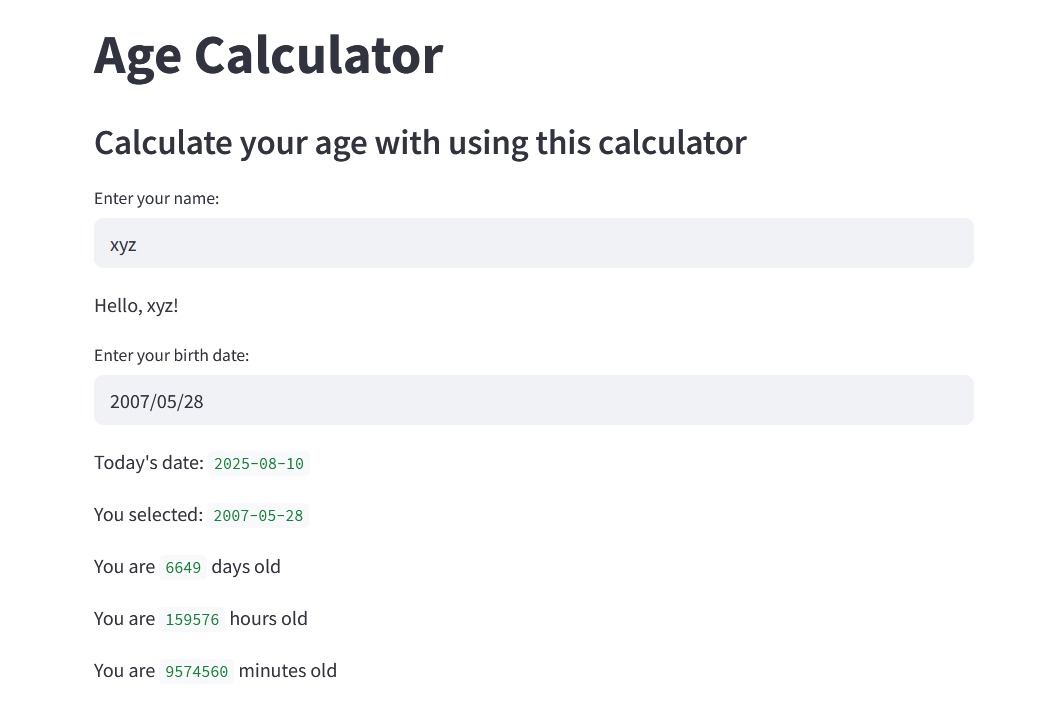 Age Calculator
Calculate your age with using this calculator
Enter your name:
xyz
Hello, xyz!
Enter your birth date:
2007/05/28
Today's date: 2025-08-10
You selected: 2007-05-28
You are 6649 days old
You are 159576 hours old
You are 9574560 minutes old